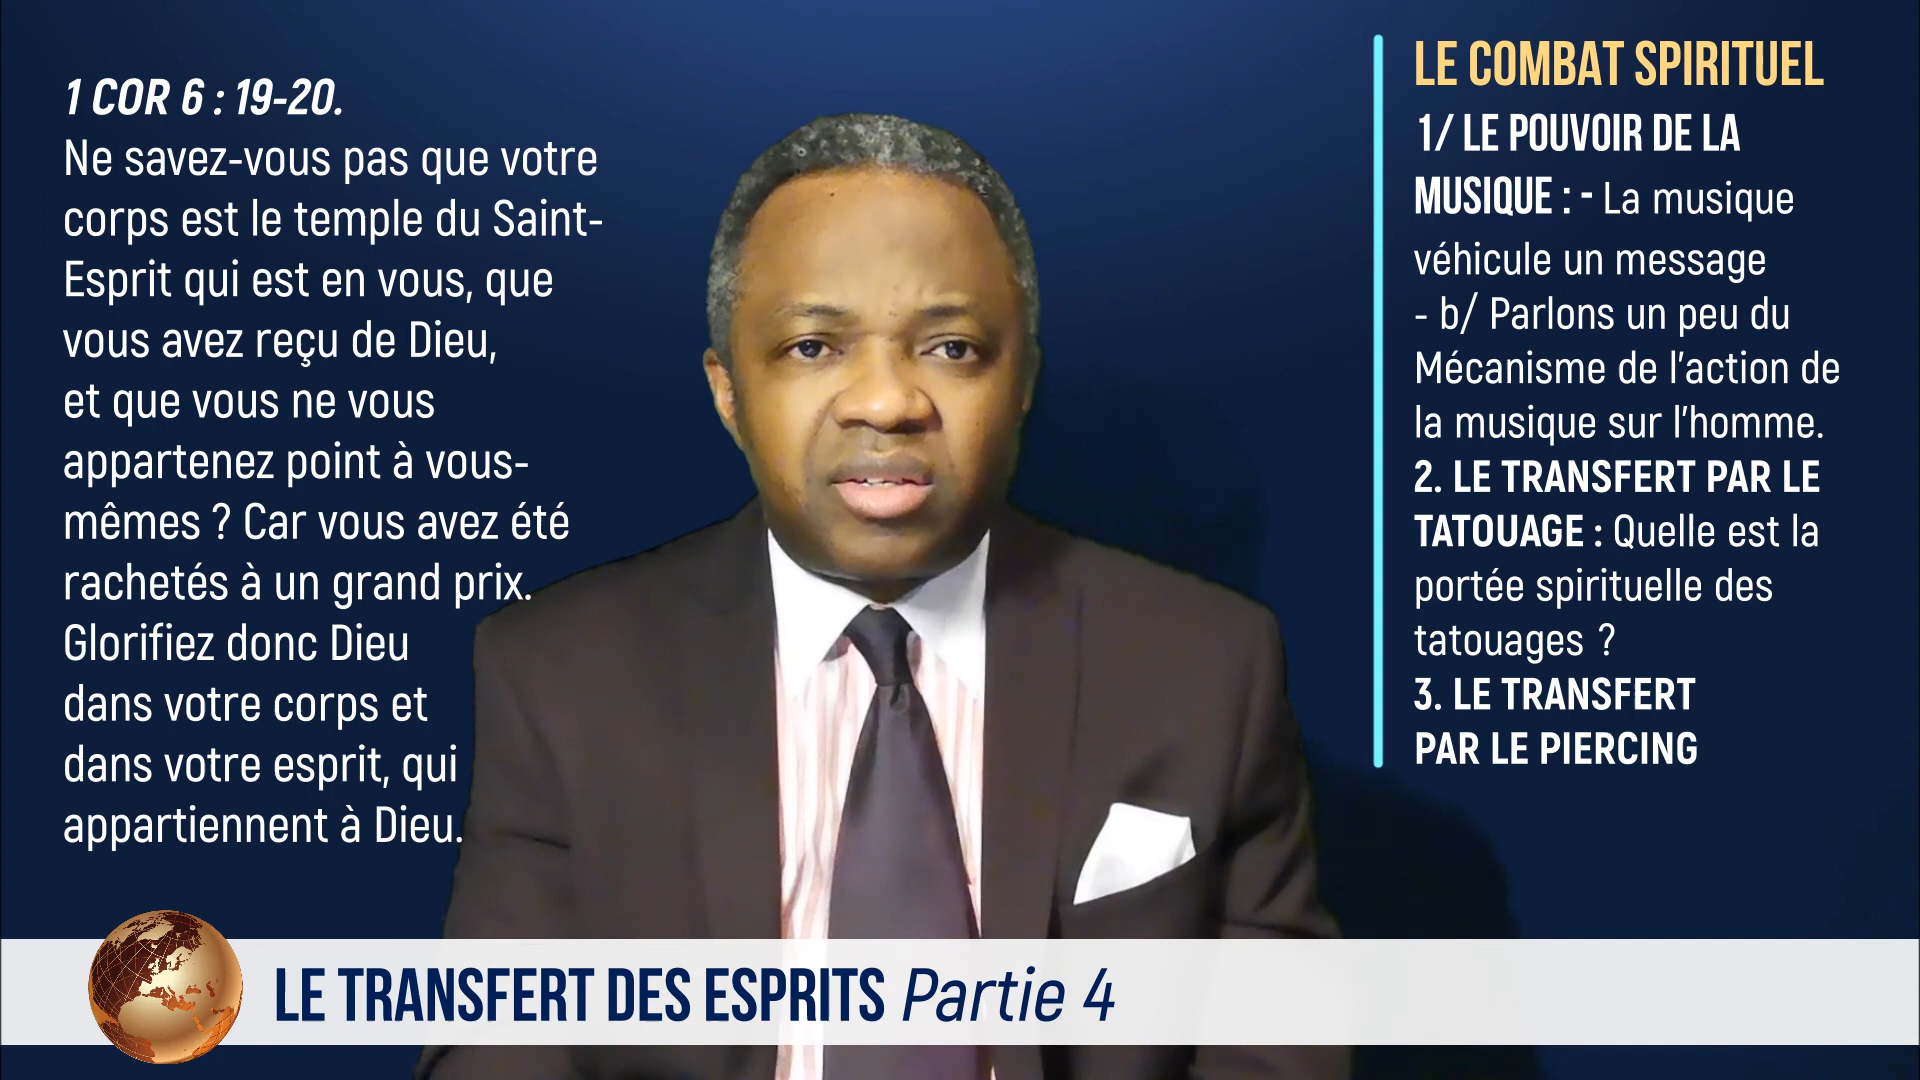 1 COR 6 : 19-20.
Ne savez-vous pas que votre
corps est le temple du Saint-
Esprit qui est en vous, que
vous avez reçu de Dieu,
et que vous ne vous
appartenez point à vous-
mêmes ? Car vous avez été
rachetés à un grand prix.
Glorifiez donc Dieu
dans votre corps et
dans votre esprit, qui
appartiennent à Dieu.
LE COMBAT SPIRITUEL
1/ LE POUVOIR DE LA
MUSIQUE : - La musique
véhicule un message
- b/ Parlons un peu du
Mécanisme de l'action de
la musique sur l'homme.
2. LE TRANSFERT PAR LE
TATOUAGE : Quelle est la
portée spirituelle des
tatouages ?
3. LE TRANSFERT
PAR LE PIERCING
LE TRANSFERT DES ESPRITS Partie 4